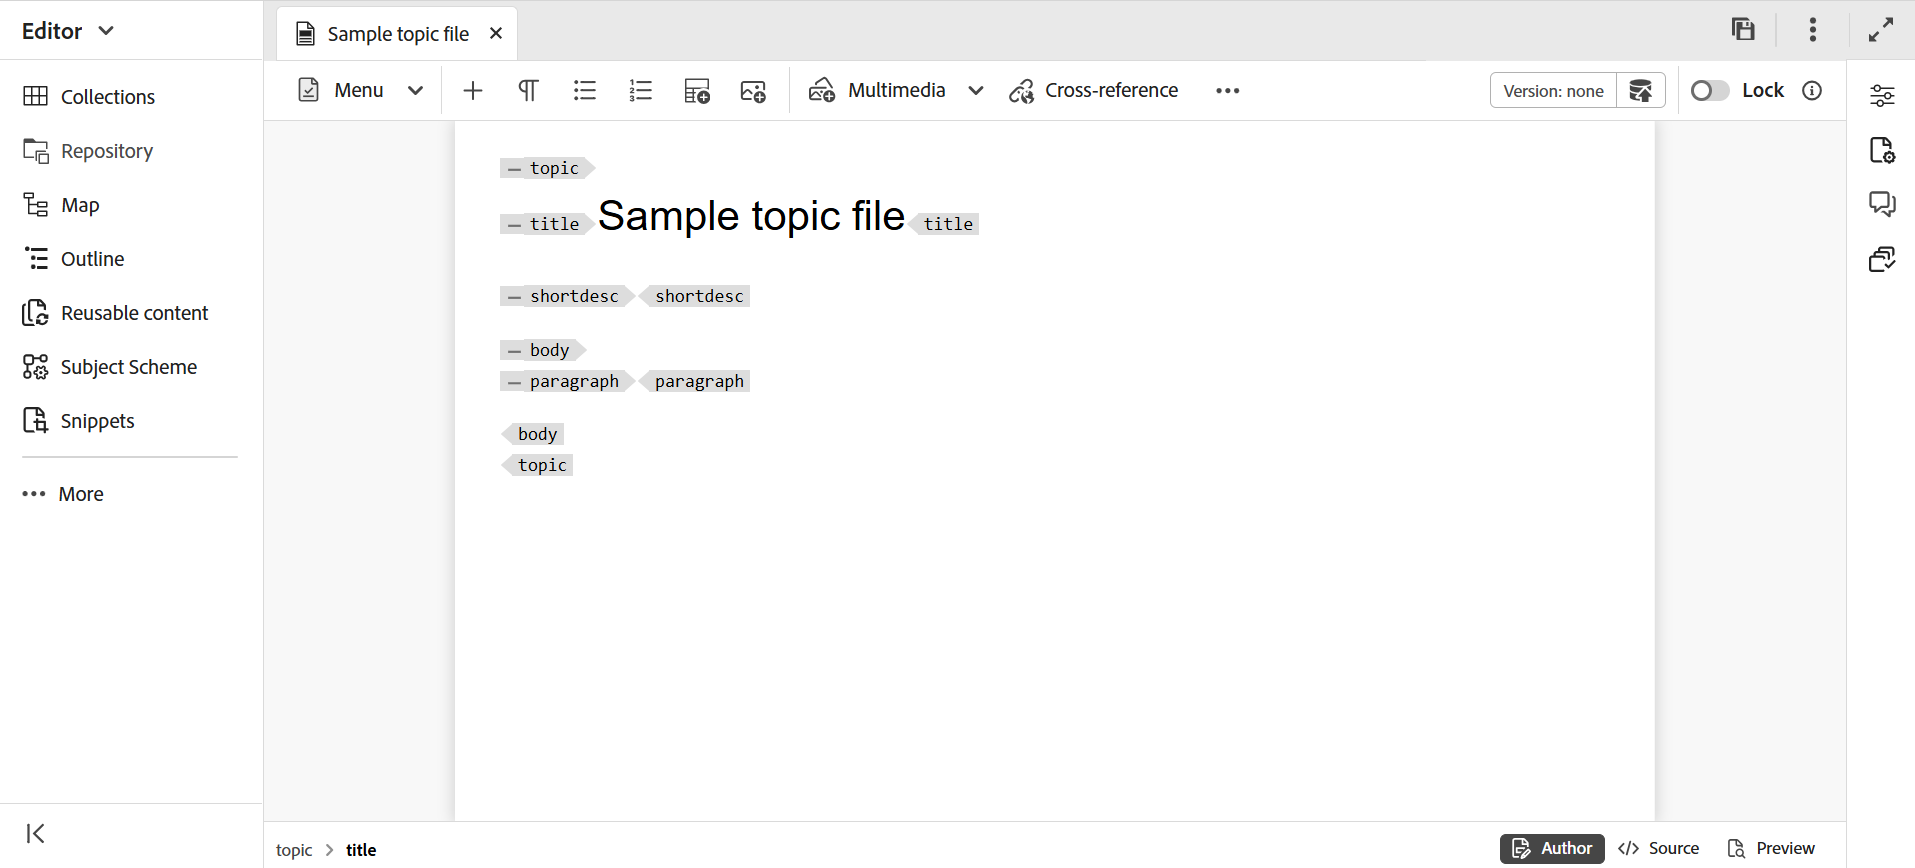 Editor
Sample topic file
Collections
Repository
Map
Outline
Reusable content
Subject Scheme
Snippets
More
Menu
Multimedia
Cross-reference
Version: none
Lock
topic
title Sample topic file title
shortdesc shortdesc
body
paragraph paragraph
body
topic
topic > title
Author
Source
Preview